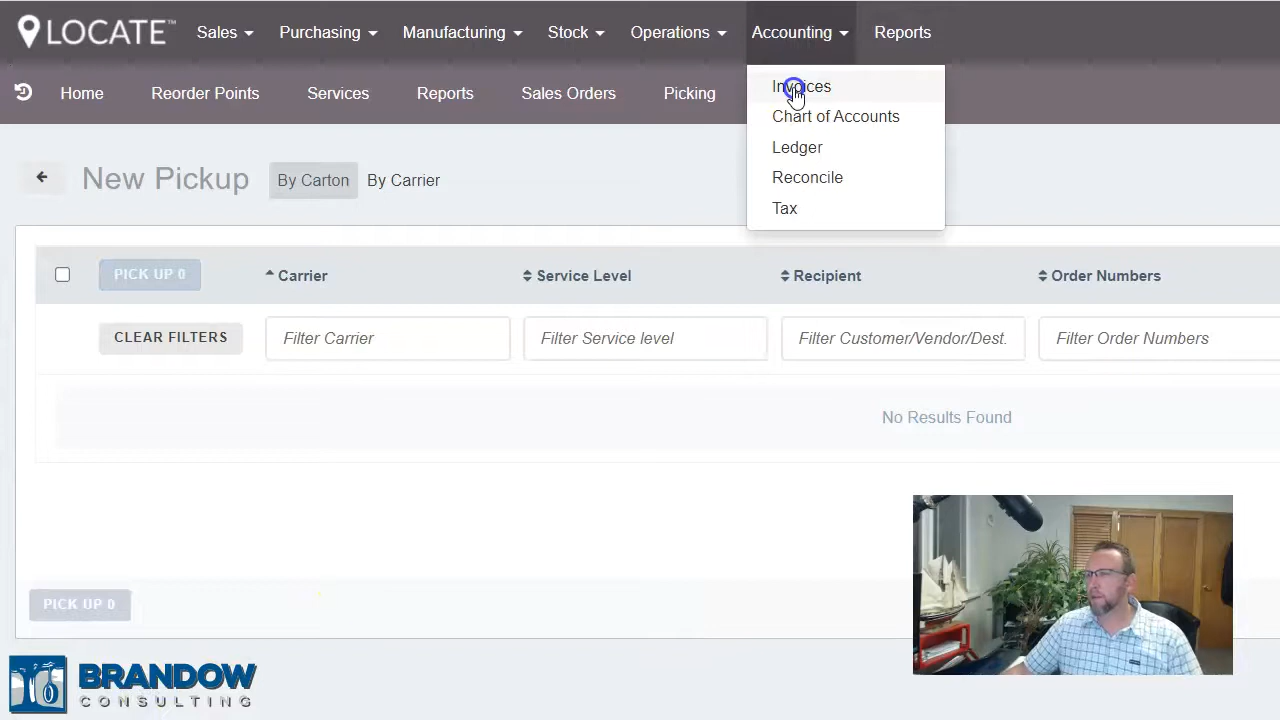 LOCATE™ Sales Purchasing Manufacturing Stock Operations Accounting Reports
Home Reorder Points Services Reports Sales Orders Picking
Invoices
Chart of Accounts
Ledger
Reconcile
Tax
New Pickup By Carton By Carrier
PICK UP 0 Carrier Service Level Recipient Order Numbers
CLEAR FILTERS Filter Carrier Filter Service level Filter Customer/Vendor/Dest. Filter Order Numbers
No Results Found
PICK UP 0
BRANDOW
CONSULTING